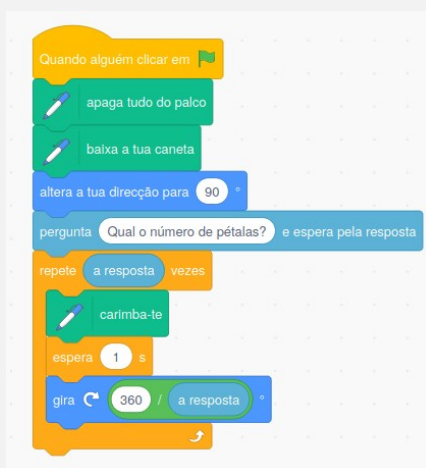 Quando alguém clicar em
apaga tudo do palco
baixa a tua caneta
altera a tua direcção para 90 °
pergunta Qual o número de pétalas? e espera pela resposta
repete a resposta vezes
carimba-te
espera 1 s
gira 360 / a resposta °